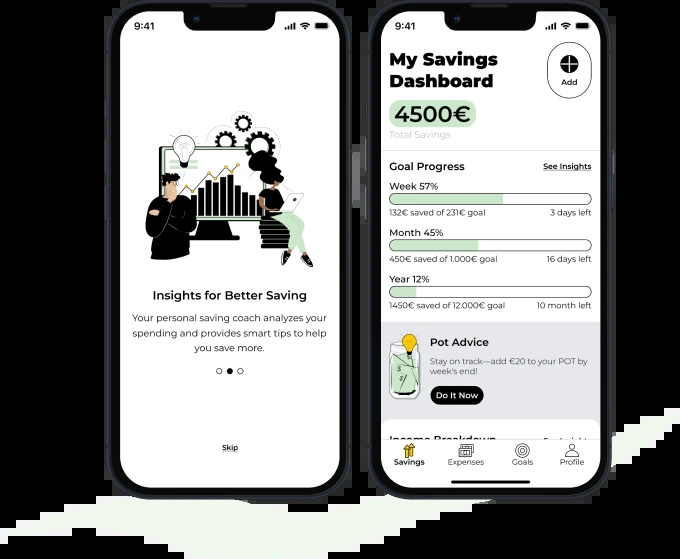 9:41
Insights for Better Saving
Your personal saving coach analyzes your
spending and provides smart tips to help
you save more.
Skip
9:41
My Savings
Dashboard
Add
4500€
Total Savings
Goal Progress
See Insights
Week 57%
132€ saved of 231€ goal
3 days left
Month 45%
450€ saved of 1.000€ goal
16 days left
Year 12%
1450€ saved of 12.000€ goal
10 month left
Pot Advice
Stay on track—add €20 to your POT by
week's end!
Do It Now
Income Breakdown
Savings
Expenses
Goals
Profile